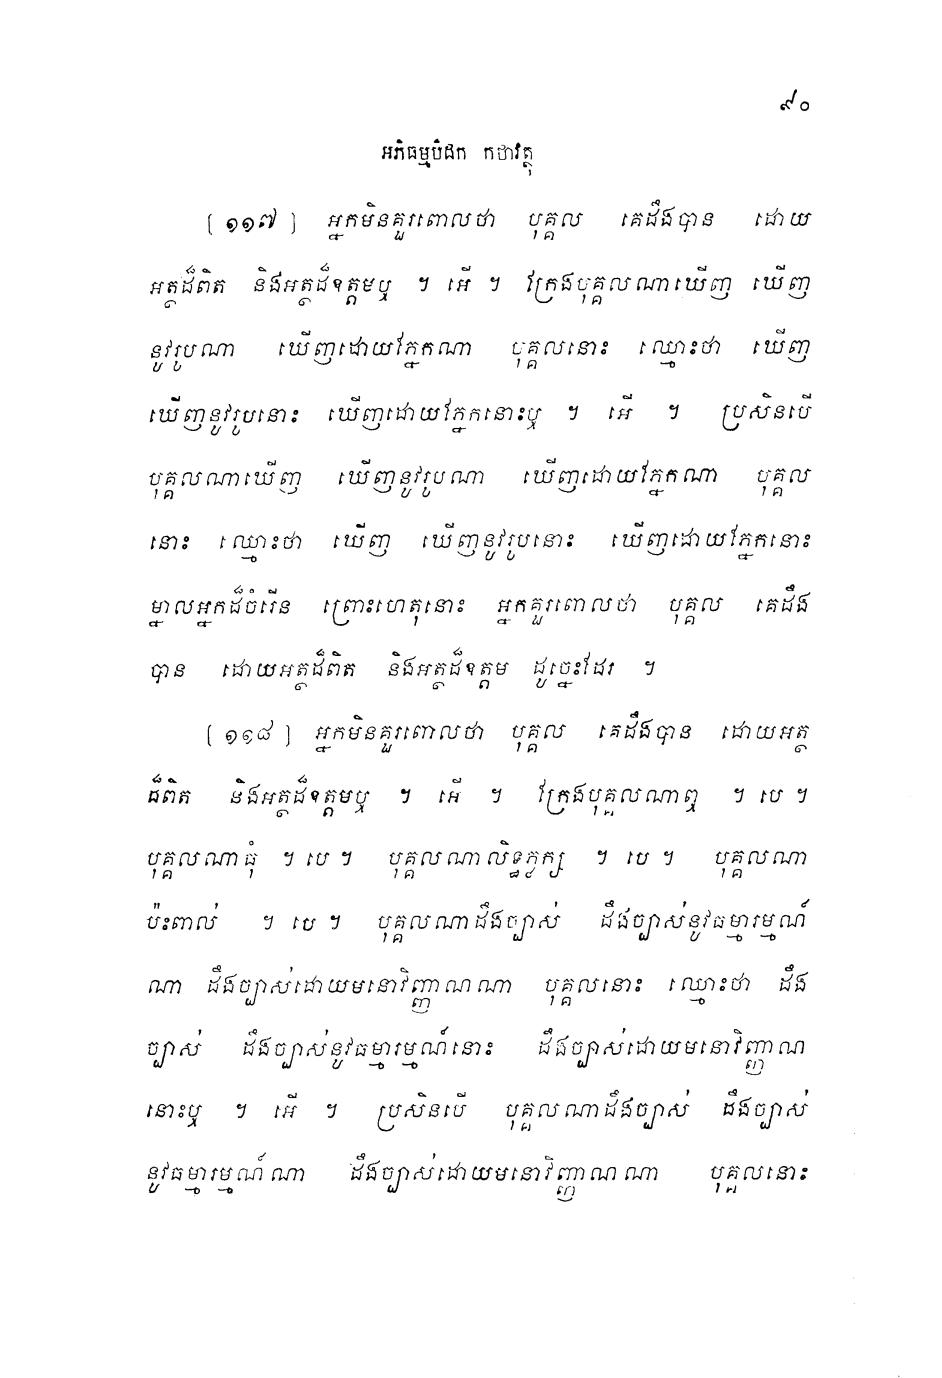 ៩០
អភិធម្មបិដក កថាវត្ថុ
[១១៧] អ្នកមិនគួរពោលថា បុគ្គល គេដឹងបាន ដោយ
អត្ថដ៏ពិត និងអត្ថដ៏ឧត្តមឬ ។ អើ ។ វែក្រងបុគ្គលណាឃើញ ឃើញ
នូវរូបណា ឃើញដោយភ្នែកណា បុគ្គលនោះ ឈ្មោះថា ឃើញ
ឃើញនូវរូបនោះ ឃើញដោយភ្នែកនោះឬ ។ អើ ។ ប្រសិនបើ
បុគ្គលណាឃើញ ឃើញនូវរូបណា ឃើញដោយភ្នែកណា បុគ្គល
នោះ ឈ្មោះថា ឃើញ ឃើញនូវរូបនោះ ឃើញដោយភ្នែកនោះ
ម្នាលអ្នកដ៏ចំរើន ព្រោះហេតុនោះ អ្នកគួរពោលថា បុគ្គល គេដឹង
បាន ដោយអត្ថដ៏ពិត និងអត្ថដ៏ឧត្តម ដូច្នេះដែរ ។
[១១៨] អ្នកមិនគួរពោលថា បុគ្គល គេដឹងបាន ដោយអត្ថ
ដ៏ពិត និងអត្ថដ៏ឧត្តមឬ ។ អើ ។ វែក្រងបុគ្គលណាឮ ។ បេ ។
បុគ្គលណាធុំ ។ បេ ។ បុគ្គលណាលិទ្ធភ្លក្ស ។ បេ ។ បុគ្គលណា
ប៉ះពាល់ ។ បេ ។ បុគ្គលណាដឹងច្បាស់ ដឹងច្បាស់នូវធម្មារម្មណ៍
ណា ដឹងច្បាស់ដោយមនោវិញ្ញាណណា បុគ្គលនោះ ឈ្មោះថា ដឹង
ច្បាស់ ដឹងច្បាស់នូវធម្មារម្មណ៍នោះ ដឹងច្បាស់ដោយមនោវិញ្ញាណ
នោះឬ ។ អើ ។ ប្រសិនបើ បុគ្គលណាដឹងច្បាស់ ដឹងច្បាស់
នូវធម្មារម្មណ៍ណា ដឹងច្បាស់ដោយមនោវិញ្ញាណណា បុគ្គលនោះ